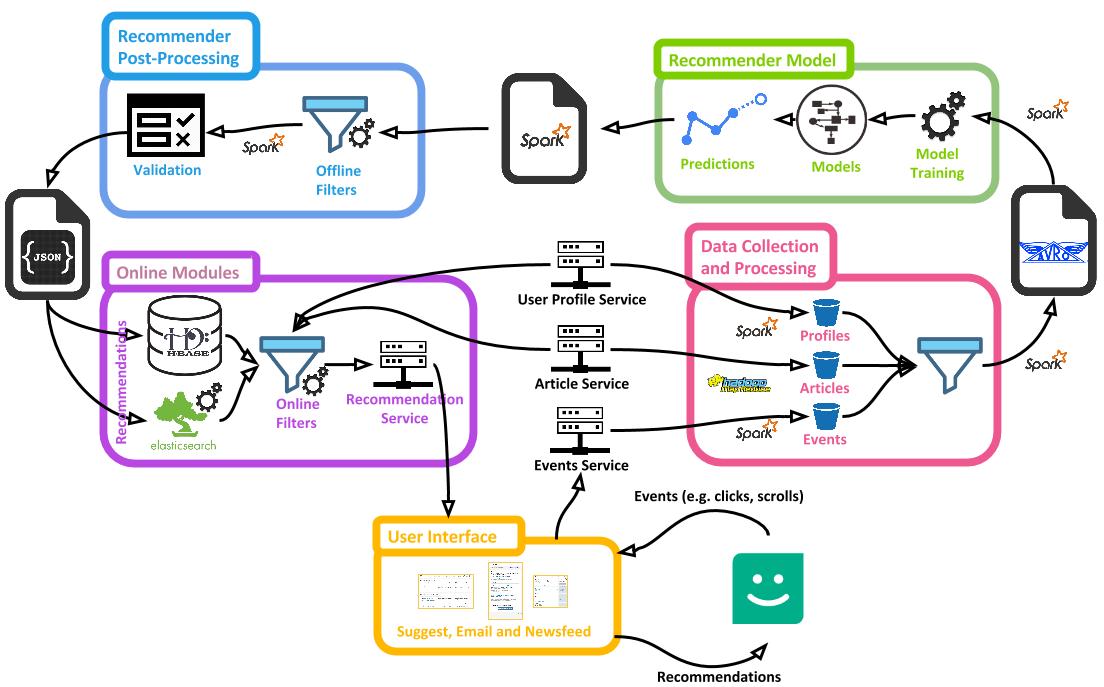 Recommender
Post-Processing
Validation
Spark
Offline
Filters
Spark
Recommender Model
Predictions
Models
Model
Training
Spark
{JSON}
AVRO
Online Modules
Recommendations
HBASE
elasticsearch
Online
Filters
Recommendation
Service
User Profile Service
Article Service
Events Service
Data Collection
and Processing
Spark
Profiles
hadoop
Articles
Spark
Events
Spark
Events (e.g. clicks, scrolls)
User Interface
Suggest, Email and Newsfeed
Recommendations